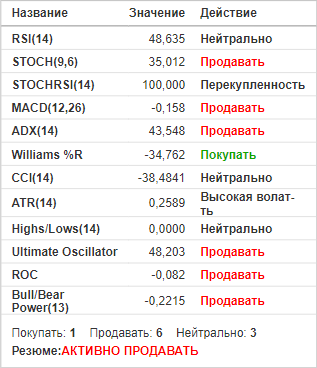 Название Значение Действие
RSI(14) 48,635 Нейтрально
STOCH(9,6) 35,012 Продавать
STOCHRSI(14) 100,000 Перекупленность
MACD(12,26) -0,158 Продавать
ADX(14) 43,548 Продавать
Williams %R -34,762 Покупать
CCI(14) -38,4841 Нейтрально
ATR(14) 0,2589 Высокая волат-
ть
Highs/Lows(14) 0,0000 Нейтрально
Ultimate Oscillator 48,203 Продавать
ROC -0,082 Продавать
Bull/Bear
Power(13) -0,2215 Продавать
Покупать: 1 Продавать: 6 Нейтрально: 3
Резюме:АКТИВНО ПРОДАВАТЬ